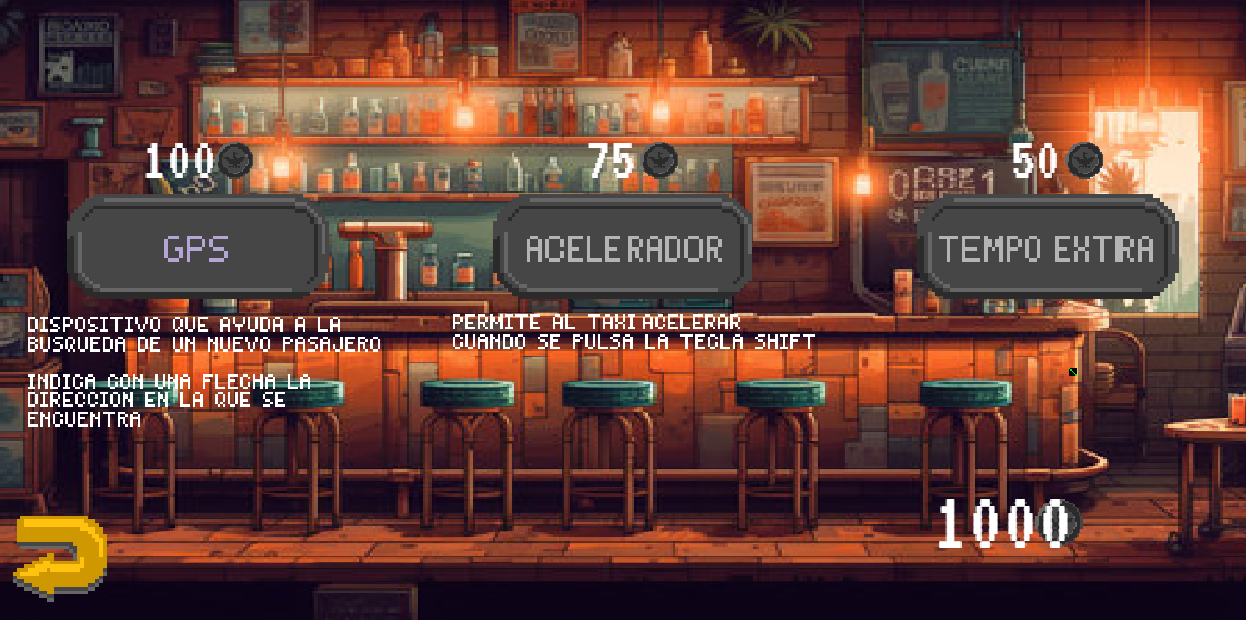 100
75
50
GPS
ACELERADOR
TEMPO EXTRA
DISPOSITIVO QUE AYUDA A LA
BUSQUEDA DE UN NUEVO PASAJERO
INDICA CON UNA FLECHA LA
DIRECCION EN LA QUE SE
ENCUENTRA
PERMITE AL TAXI ACELERAR
CUANDO SE PULSA LA TECLA SHIFT
1000